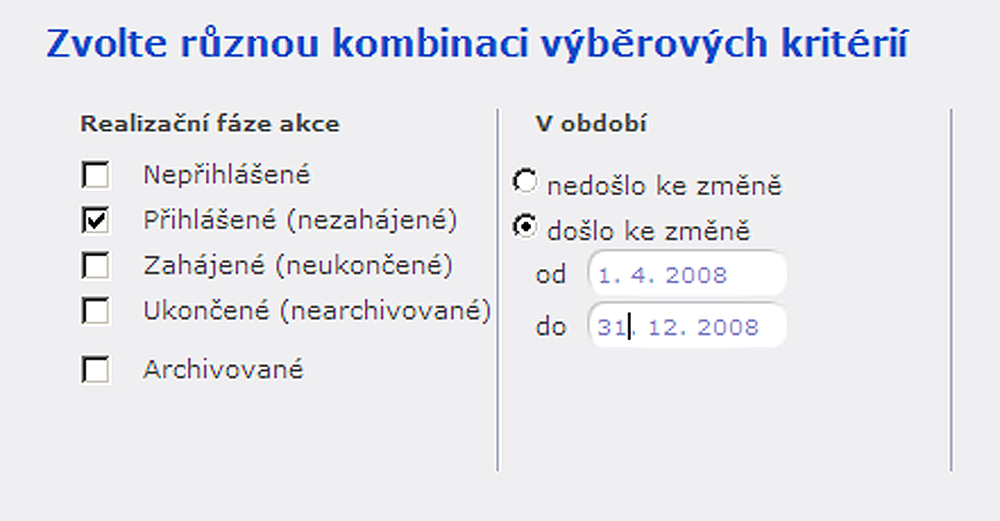 Zvolte různou kombinaci výběrových kritérií
Realizační fáze akce
Nepřihlášené
Přihlášené (nezahájené)
Zahájené (neukončené)
Ukončené (nearchivované)
Archivované
V období
nedošlo ke změně
došlo ke změně
od 1. 4. 2008
do 31. 12. 2008